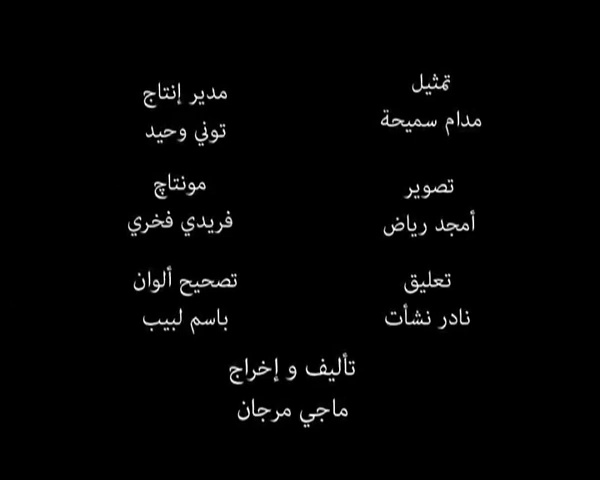 تمثيل
مدام سميحة
مدير إنتاج
توني وحيد
تصوير
أمجد رياض
مونتاچ
فريدي فخري
تعليق
نادر نشأت
تصحيح ألوان
باسم لبيب
تأليف و إخراج
ماجي مرجان